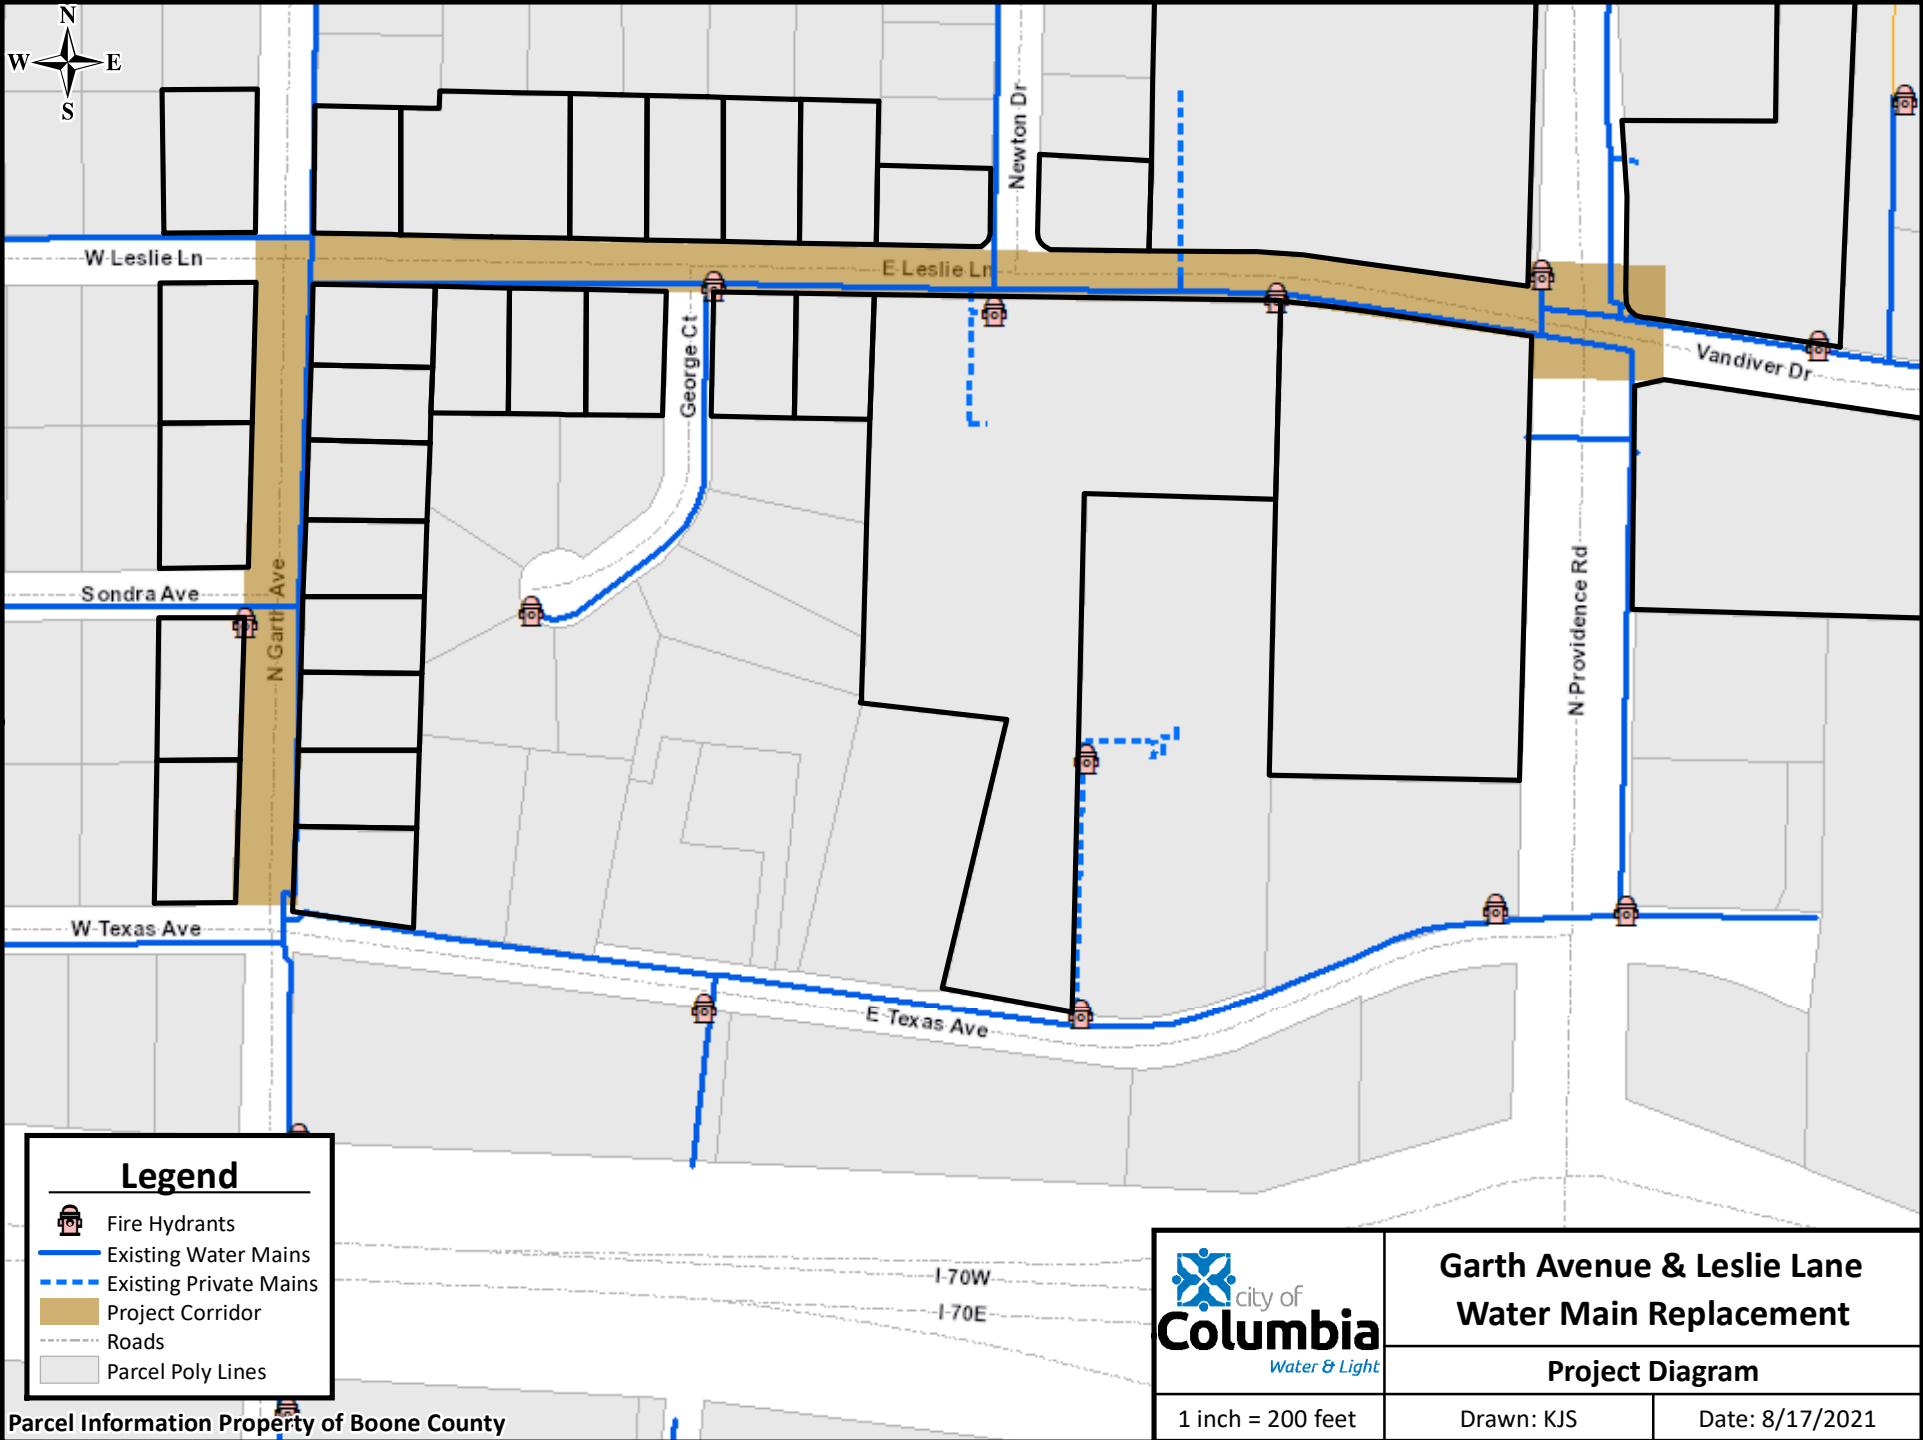 N
W E
S
Newton Dr
W Leslie Ln
E Leslie Ln
George Ct
Vandiver Dr
Sondra Ave
N Garth Ave
N Providence Rd
W Texas Ave
E Texas Ave
I-70W
I-70E
Legend
Fire Hydrants
Existing Water Mains
Existing Private Mains
Project Corridor
Roads
Parcel Poly Lines
Parcel Information Property of Boone County
city of
Columbia
Water & Light
Garth Avenue & Leslie Lane
Water Main Replacement
Project Diagram
1 inch = 200 feet
Drawn: KJS
Date: 8/17/2021